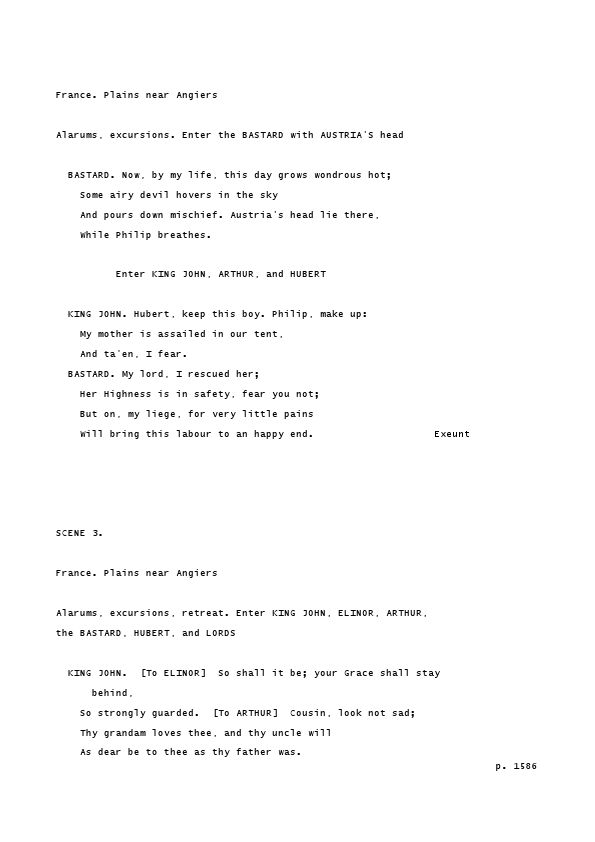 France. Plains near Angiers
Alarums, excursions. Enter the BASTARD with AUSTRIA'S head
BASTARD. Now, by my life, this day grows wondrous hot;
Some airy devil hovers in the sky
And pours down mischief. Austria's head lie there,
While Philip breathes.
Enter KING JOHN, ARTHUR, and HUBERT
KING JOHN. Hubert, keep this boy. Philip, make up:
My mother is assailed in our tent,
And ta'en, I fear.
BASTARD. My lord, I rescued her;
Her Highness is in safety, fear you not;
But on, my liege, for very little pains
Will bring this labour to an happy end. Exeunt
SCENE 3.
France. Plains near Angiers
Alarums, excursions, retreat. Enter KING JOHN, ELINOR, ARTHUR,
the BASTARD, HUBERT, and LORDS
KING JOHN. [To ELINOR] So shall it be; your Grace shall stay
behind,
So strongly guarded. [To ARTHUR] Cousin, look not sad;
Thy grandam loves thee, and thy uncle will
As dear be to thee as thy father was.
p. 1586